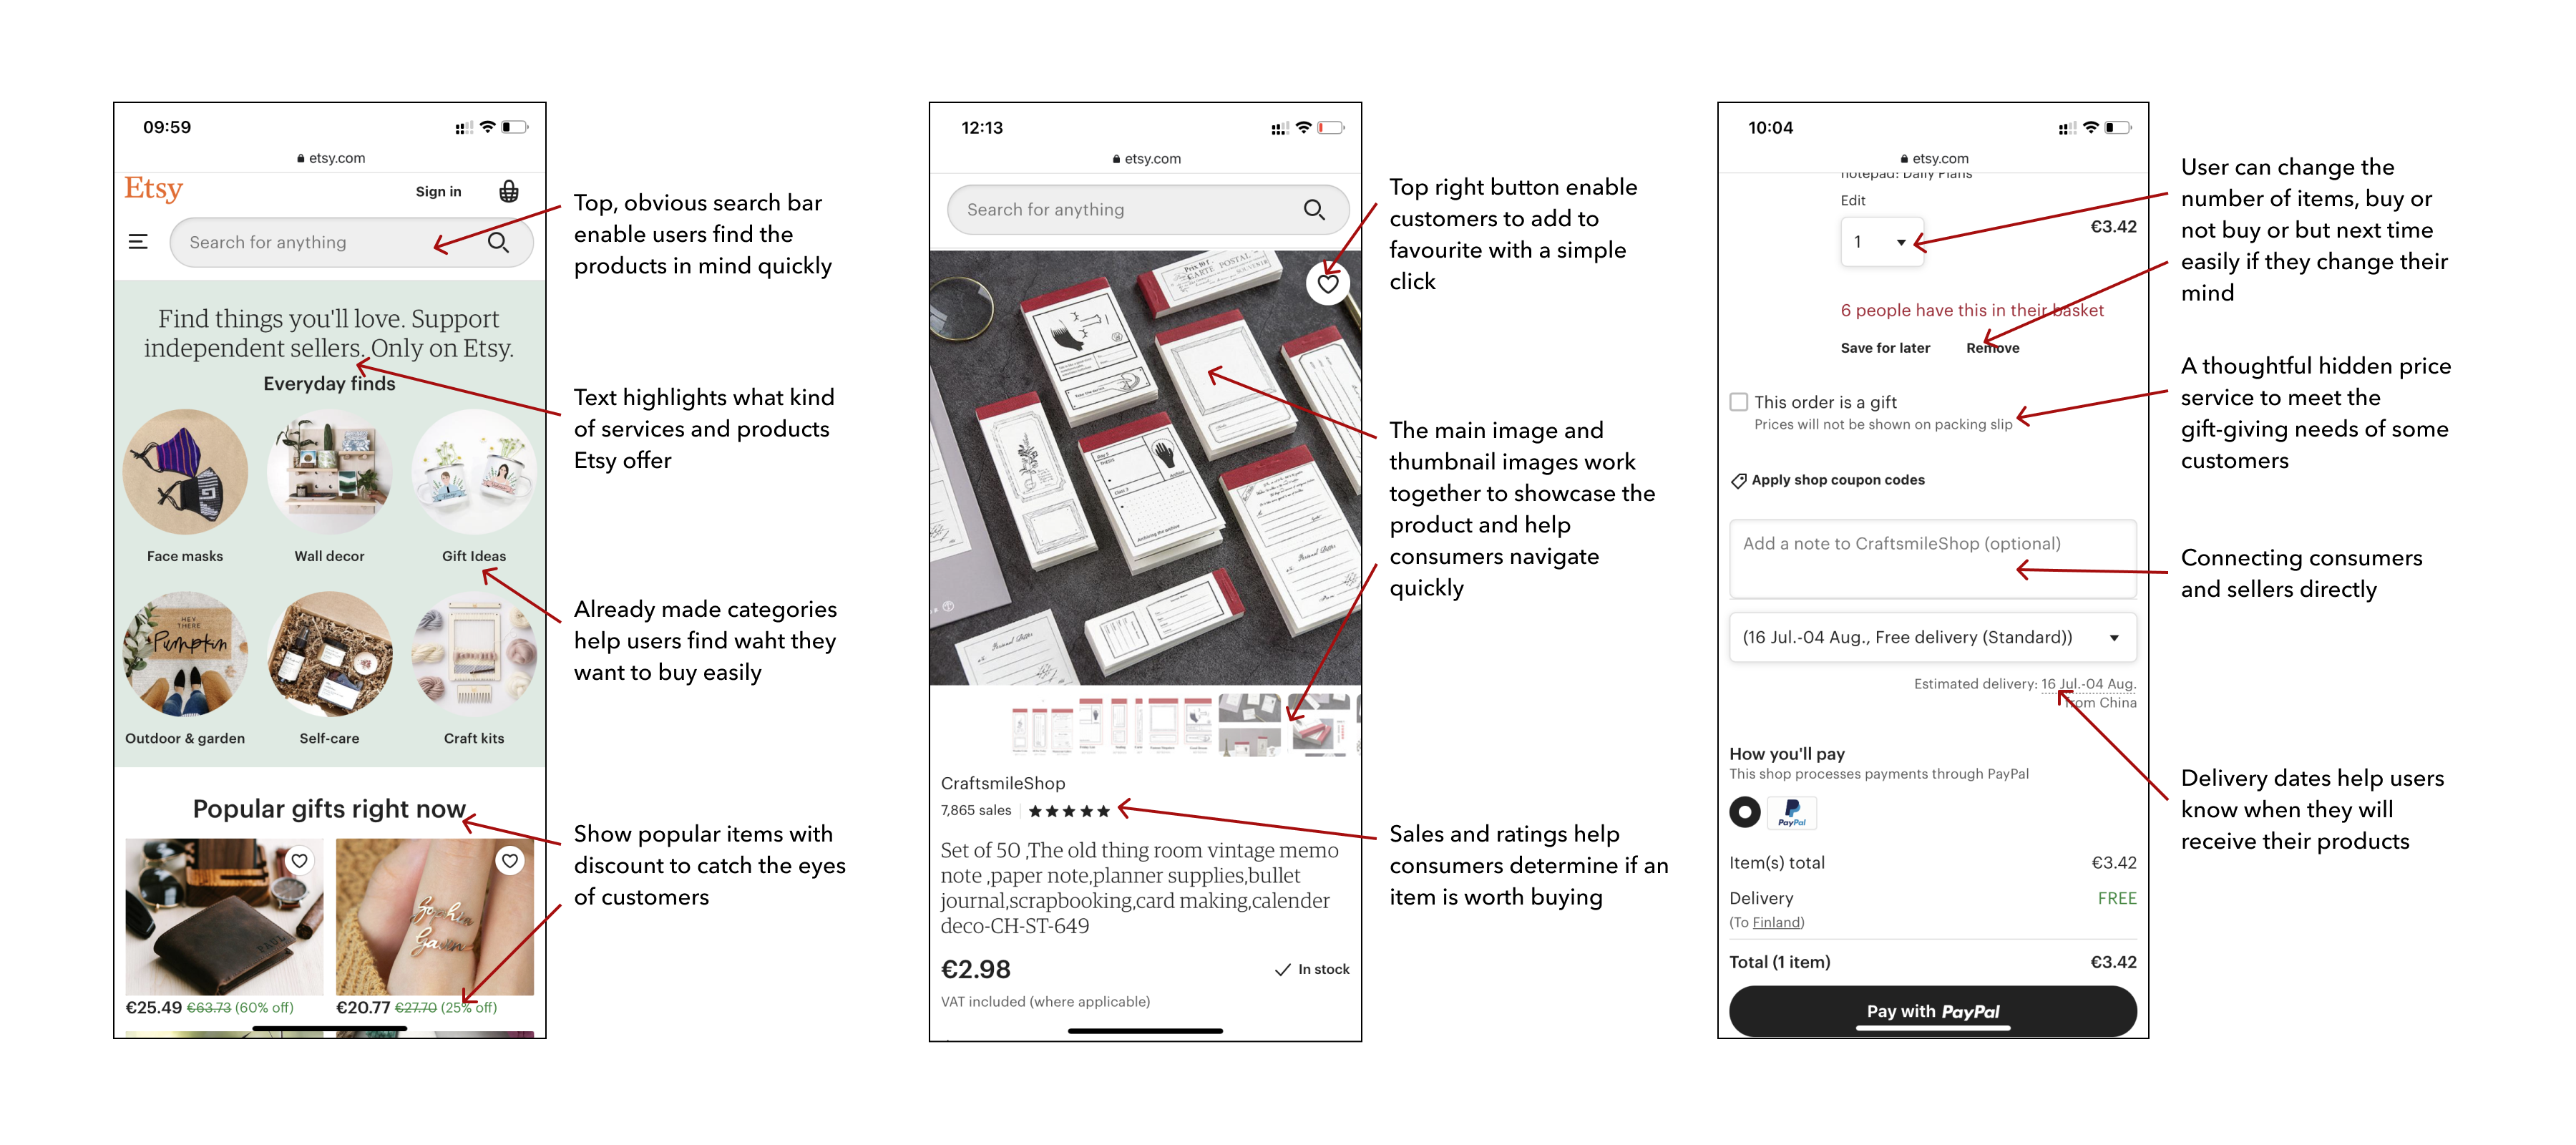 09:59
etsy.com
Etsy
Sign in
Search for anything
Find things you'll love. Support
independent sellers. Only on Etsy.
Everyday finds
Face masks
Wall decor
Gift Ideas
HEY
THERE
Pumpkin
Outdoor & garden
Self-care
Craft kits
Popular gifts right now
PAUL
€25.49 €63.73 (60% off)
€20.77 €27.70 (25% off)
Top, obvious search bar
enable users find the
products in mind quickly
Text highlights what kind
of services and products
Etsy offer
Already made categories
help users find waht they
want to buy easily
Show popular items with
discount to catch the eyes
of customers
12:13
etsy.com
Search for anything
CARTE POSTAL
Personal Letter
Personal Letter
CraftsmileShop
7,865 sales
Set of 50 ,The old thing room vintage memo
note ,paper note,planner supplies,bullet
journal,scrapbooking,card making,calender
deco-CH-ST-649
€2.98
In stock
VAT included (where applicable)
Top right button enable
customers to add to
favourite with a simple
click
The main image and
thumbnail images work
together to showcase the
product and help
consumers navigate
quickly
Sales and ratings help
consumers determine if an
item is worth buying
10:04
etsy.com
notepad: Daily Plans
Edit
1
€3.42
6 people have this in their basket
Save for later
Remove
This order is a gift
Prices will not be shown on packing slip
Apply shop coupon codes
Add a note to CraftsmileShop (optional)
(16 Jul.-04 Aug., Free delivery (Standard))
Estimated delivery: 16 Jul.-04 Aug.
from China
How you'll pay
This shop processes payments through PayPal
PayPal
Item(s) total
€3.42
Delivery
FREE
(To Finland)
Total (1 item)
€3.42
Pay with PayPal
User can change the
number of items, buy or
not buy or but next time
easily if they change their
mind
A thoughtful hidden price
service to meet the
gift-giving needs of some
customers
Connecting consumers
and sellers directly
Delivery dates help users
know when they will
receive their products